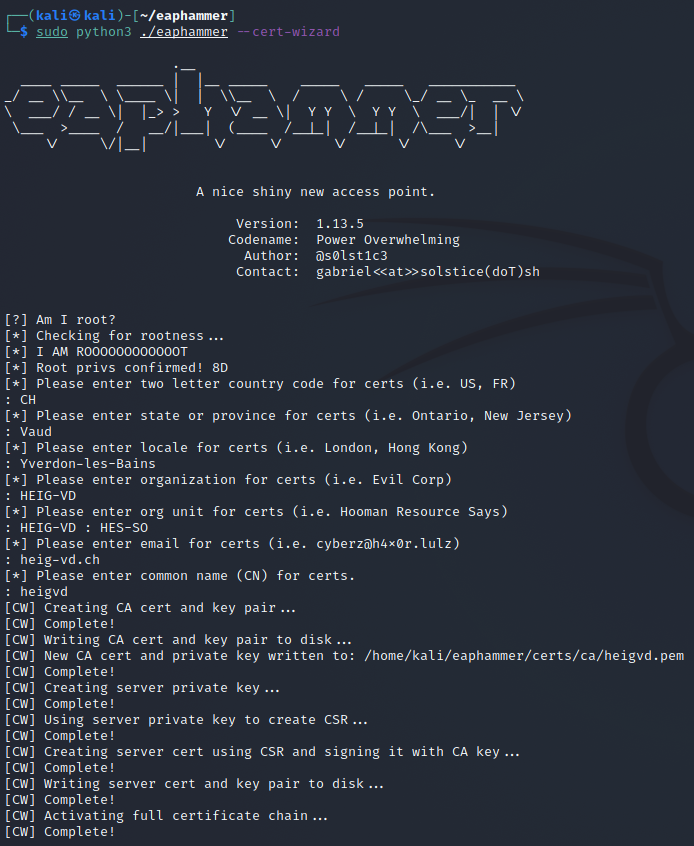 ┌──(kali㉿kali)-[~/eaphammer]
└─$ sudo python3 ./eaphammer --cert-wizard
A nice shiny new access point.
Version: 1.13.5
Codename: Power Overwhelming
Author: @s0lst1c3
Contact: gabriel<<at>>solstice(doT)sh
[?] Am I root?
[*] Checking for rootness...
[*] I AM ROOOOOOOOOOOOT
[*] Root privs confirmed! 8D
[*] Please enter two letter country code for certs (i.e. US, FR)
: CH
[*] Please enter state or province for certs (i.e. Ontario, New Jersey)
: Vaud
[*] Please enter locale for certs (i.e. London, Hong Kong)
: Yverdon-les-Bains
[*] Please enter organization for certs (i.e. Evil Corp)
: HEIG-VD
[*] Please enter org unit for certs (i.e. Hooman Resource Says)
: HEIG-VD : HES-SO
[*] Please enter email for certs (i.e. cyberz@h4x0r.lulz)
: heig-vd.ch
[*] Please enter common name (CN) for certs.
: heigvd
[CW] Creating CA cert and key pair...
[CW] Complete!
[CW] Writing CA cert and key pair to disk...
[CW] New CA cert and private key written to: /home/kali/eaphammer/certs/ca/heigvd.pem
[CW] Complete!
[CW] Creating server private key...
[CW] Complete!
[CW] Using server private key to create CSR...
[CW] Complete!
[CW] Creating server cert using CSR and signing it with CA key...
[CW] Complete!
[CW] Writing server cert and key pair to disk...
[CW] Complete!
[CW] Activating full certificate chain...
[CW] Complete!